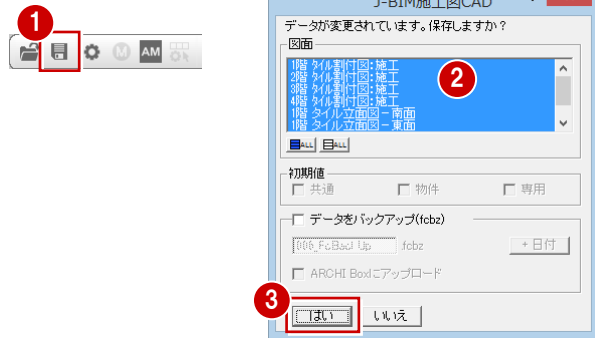 1
M
AM
J-BIM施工図CAD
データが変更されています。保存しますか？
図面
1階 タイル割付図：施工
2階 タイル割付図：施工
3階 タイル割付図：施工
4階 タイル割付図：施工
1階 タイル立面図－南面
1階 タイル立面図－東面
2
ALL
ALL
初期値
共通
物件
専用
データをバックアップ(fcbz)
.fcbz
+日付
ARCHI Boxにアップロード
3
はい
いいえ